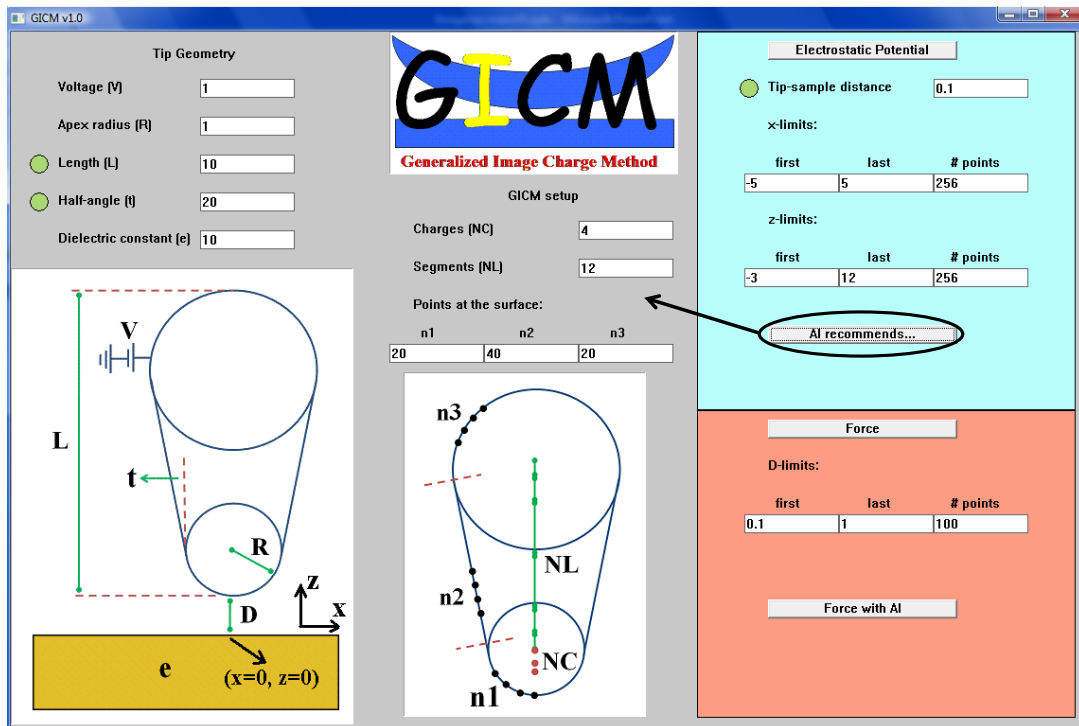 GICM v1.0
Tip Geometry
Voltage (V) 1
Apex radius (R) 1
Length (L) 10
Half-angle (t) 20
Dielectric constant (e) 10
V
L
t
R
D
z
x
e
(x=0, z=0)
GICM
Generalized Image Charge Method
GICM setup
Charges (NC) 4
Segments (NL) 12
Points at the surface:
n1 n2 n3
20 40 20
n3
NL
n2
NC
n1
Electrostatic Potential
Tip-sample distance 0.1
x-limits:
first last # points
-5 5 256
z-limits:
first last # points
-3 12 256
AI recommends...
Force
D-limits:
first last # points
0.1 1 100
Force with AI